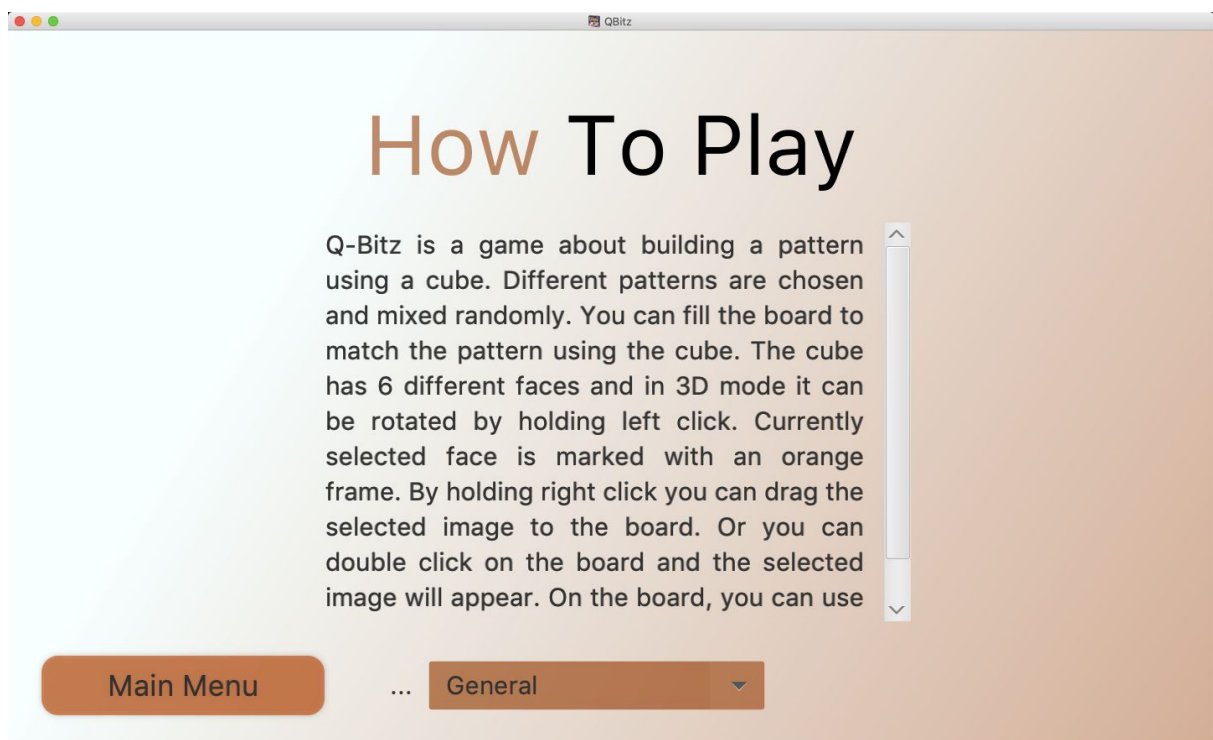 QBitz
How To Play
Q-Bitz is a game about building a pattern
using a cube. Different patterns are chosen
and mixed randomly. You can fill the board to
match the pattern using the cube. The cube
has 6 different faces and in 3D mode it can
be rotated by holding left click. Currently
selected face is marked with an orange
frame. By holding right click you can drag the
selected image to the board. Or you can
double click on the board and the selected
image will appear. On the board, you can use
Main Menu ... General